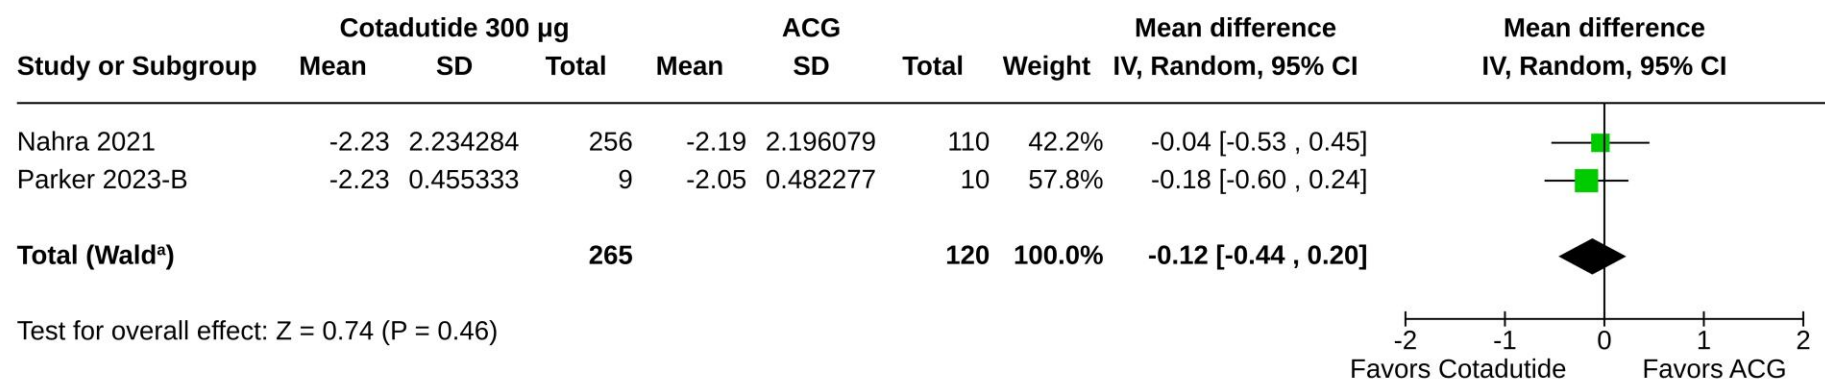 Cotadutide 300 µg ACG Mean difference Mean difference
Study or Subgroup Mean SD Total Mean SD Total Weight IV, Random, 95% CI IV, Random, 95% CI
Nahra 2021 -2.23 2.234284 256 -2.19 2.196079 110 42.2% -0.04 [-0.53 , 0.45]
Parker 2023-B -2.23 0.455333 9 -2.05 0.482277 10 57.8% -0.18 [-0.60 , 0.24]
Total (Waldᵃ) 265 120 100.0% -0.12 [-0.44 , 0.20]
Test for overall effect: Z = 0.74 (P = 0.46)
-2 -1 0 1 2
Favors Cotadutide Favors ACG